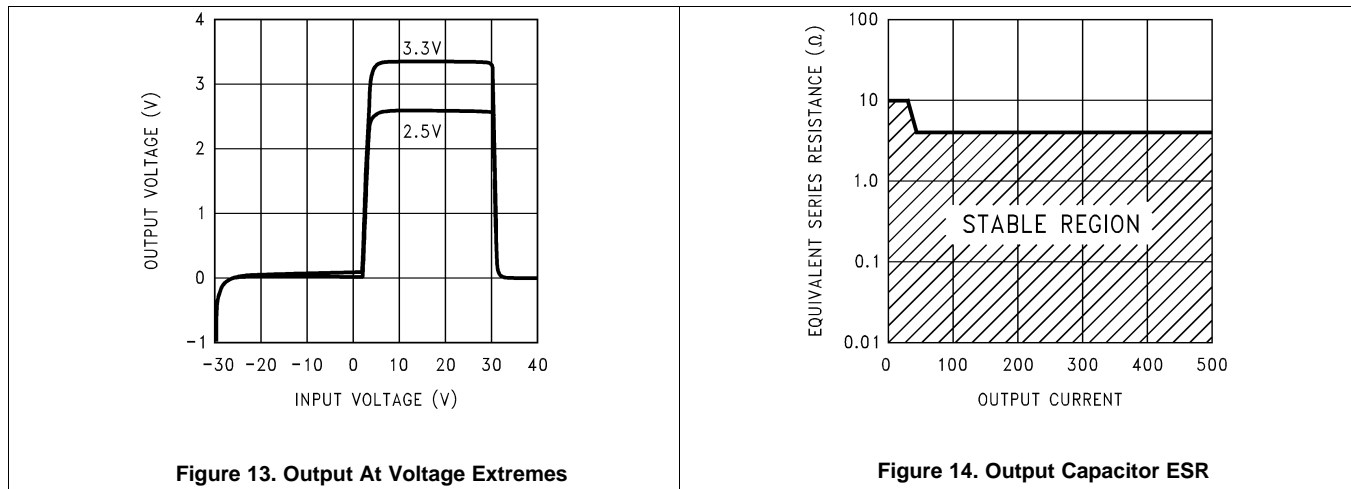 4
3
2
1
0
-1
OUTPUT VOLTAGE (V)
3.3V
2.5V
-30 -20 -10 0 10 20 30 40
INPUT VOLTAGE (V)
Figure 13. Output At Voltage Extremes
100
10
1.0
0.1
0.01
EQUIVALENT SERIES RESISTANCE (Ω)
STABLE REGION
0 100 200 300 400 500
OUTPUT CURRENT
Figure 14. Output Capacitor ESR